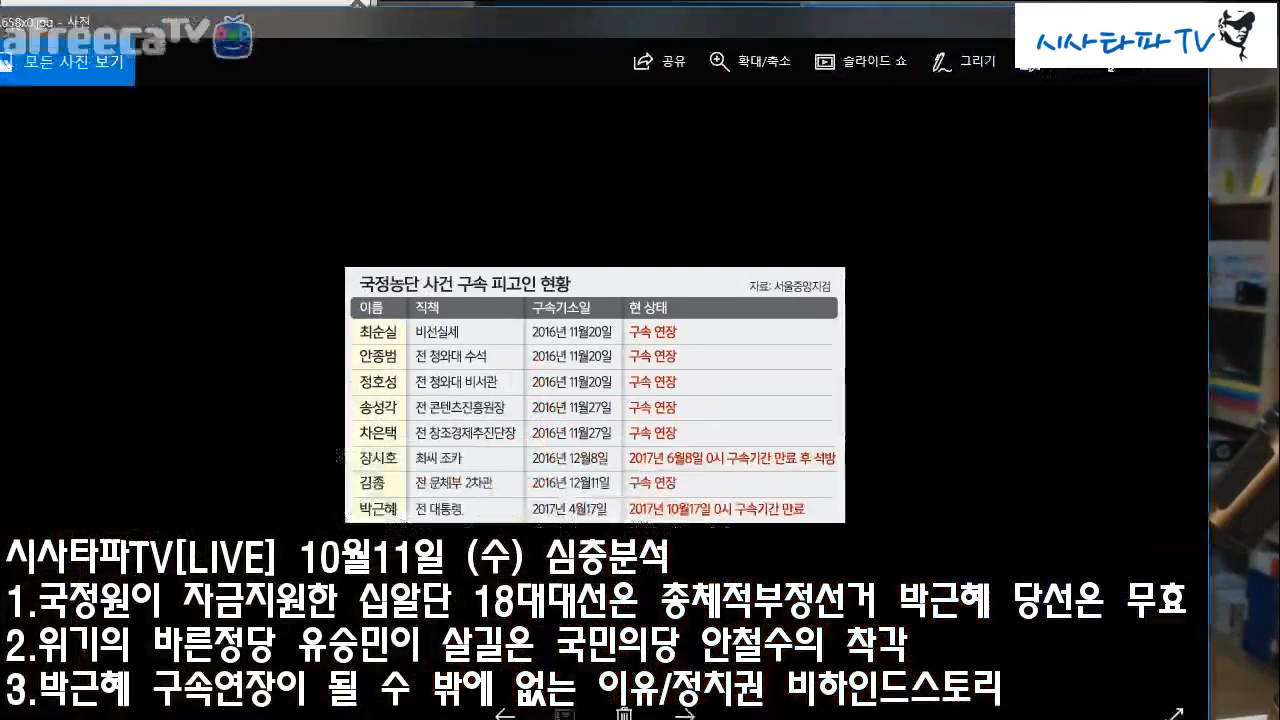 658x0.jpg - 사진
afreecaTV
시사타파TV
모든 사진 보기
공유 확대/축소 슬라이드 쇼 그리기
국정농단 사건 구속 피고인 현황 자료: 서울중앙지검
이름 직책 구속기소일 현 상태
최순실 비선실세 2016년 11월20일 구속 연장
안종범 전 청와대 수석 2016년 11월20일 구속 연장
정호성 전 청와대 비서관 2016년 11월20일 구속 연장
송성각 전 콘텐츠진흥원장 2016년 11월27일 구속 연장
차은택 전 창조경제추진단장 2016년 11월27일 구속 연장
장시호 최씨 조카 2016년 12월8일 2017년 6월8일 0시 구속기간 만료 후 석방
김종 전 문체부 2차관 2016년 12월11일 구속 연장
박근혜 전 대통령 2017년 4월17일 2017년 10월17일 0시 구속기간 만료
시사타파TV[LIVE] 10월11일 (수) 심층분석
1.국정원이 자금지원한 십알단 18대대선은 총체적부정선거 박근혜 당선은 무효
2.위기의 바른정당 유승민이 살길은 국민의당 안철수의 착각
3.박근혜 구속연장이 될 수 밖에 없는 이유/정치권 비하인드스토리